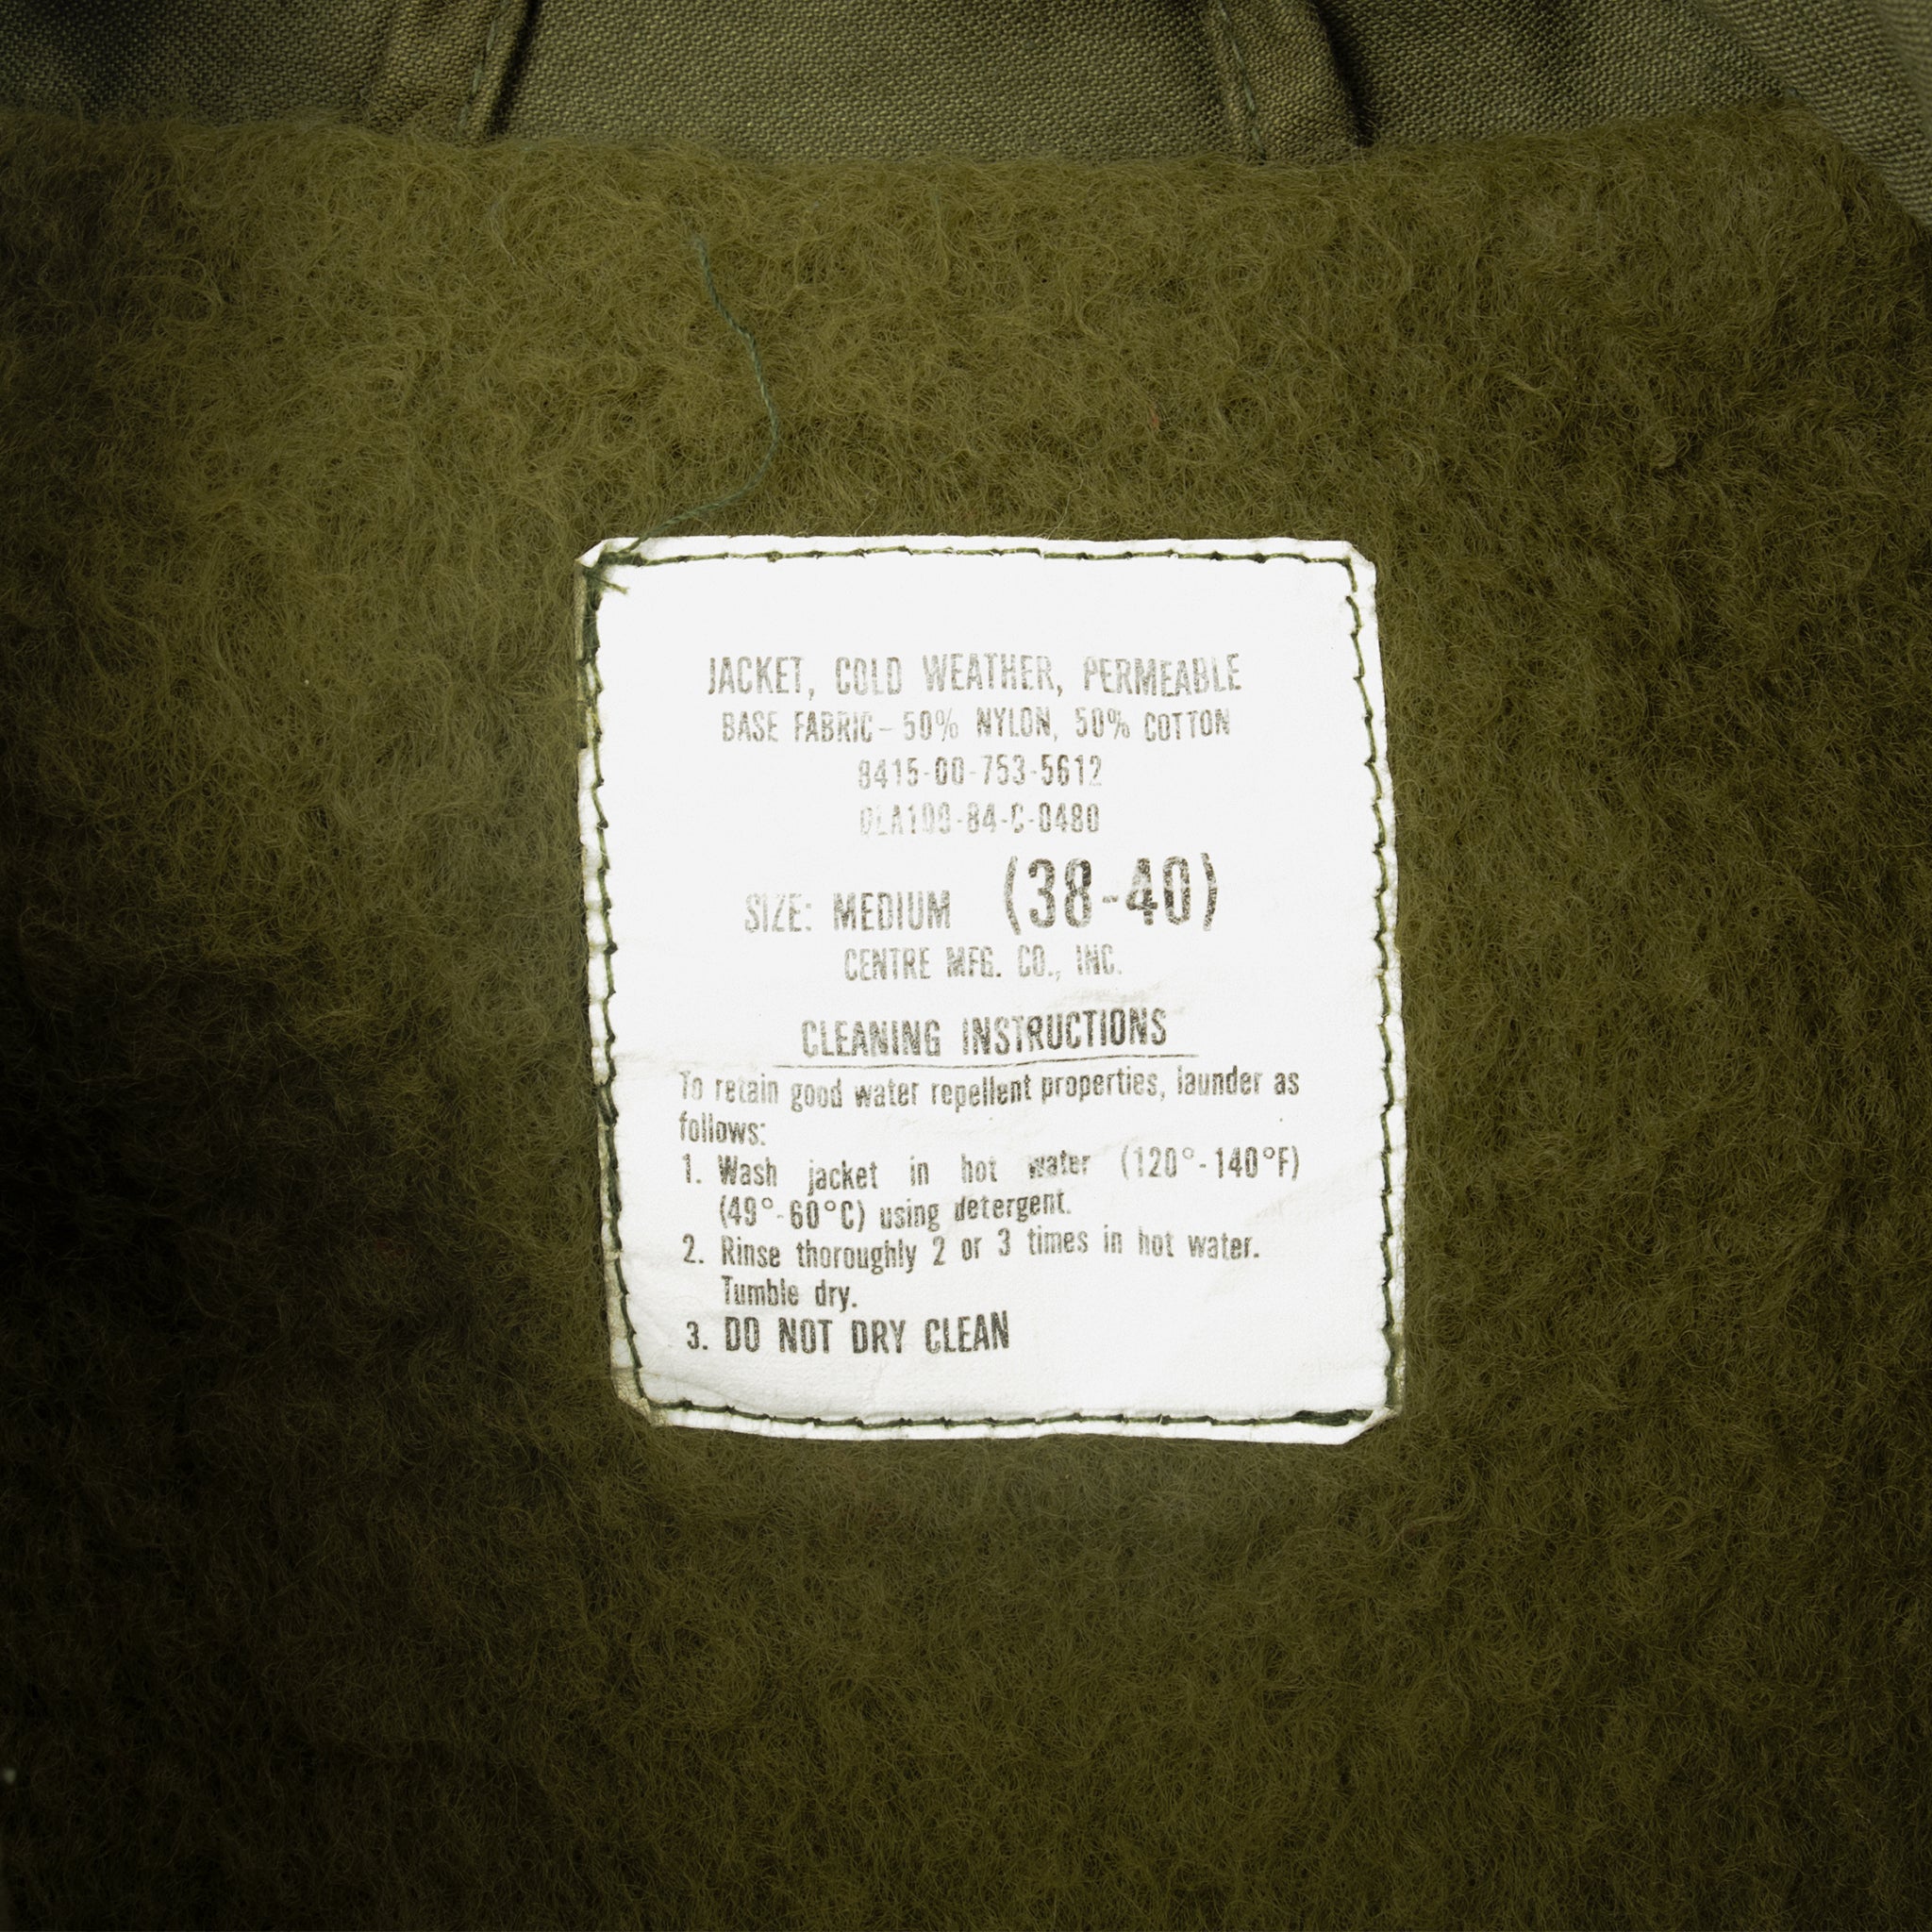 JACKET, COLD WEATHER, PERMEABLE
BASE FABRIC- 50% NYLON, 50% COTTON
8415-00-753-5612
DLA100-84-C-0480
SIZE: MEDIUM (38-40)
CENTRE MFG. CO., INC.
CLEANING INSTRUCTIONS
To retain good water repellent properties, launder as
follows:
1. Wash jacket in hot water (120°-140°F)
(49°-60°C) using detergent.
2. Rinse thoroughly 2 or 3 times in hot water.
Tumble dry.
3. DO NOT DRY CLEAN